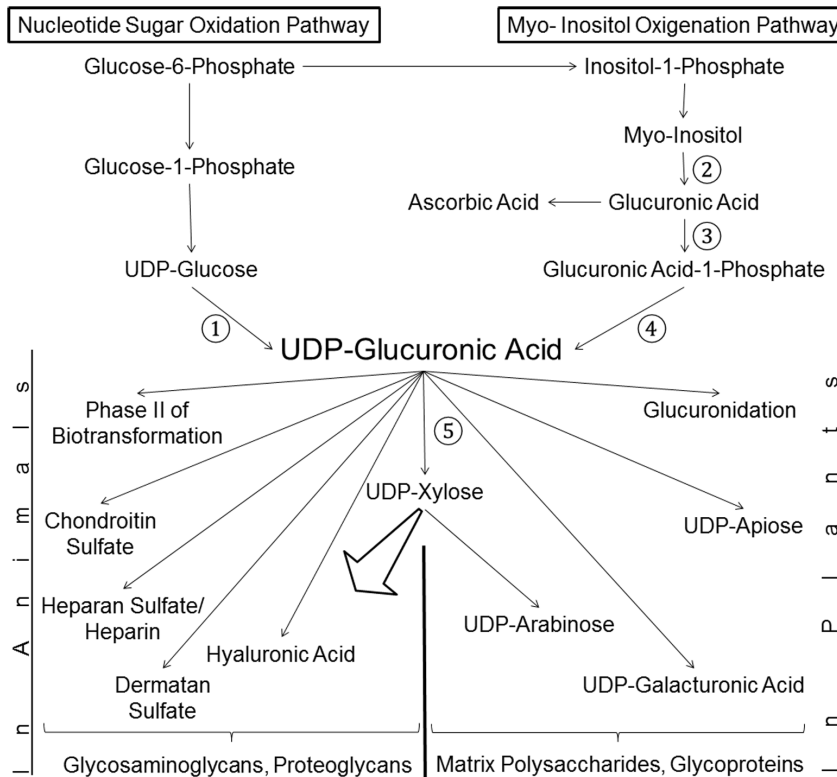 Nucleotide Sugar Oxidation Pathway
Myo- Inositol Oxigenation Pathway
Glucose-6-Phosphate
Inositol-1-Phosphate
Myo-Inositol
Glucose-1-Phosphate
②
Ascorbic Acid
Glucuronic Acid
③
UDP-Glucose
Glucuronic Acid-1-Phosphate
①
④
UDP-Glucuronic Acid
Phase II of
Biotransformation
Glucuronidation
⑤
UDP-Xylose
Chondroitin
Sulfate
UDP-Apiose
Heparan Sulfate/
Heparin
UDP-Arabinose
Hyaluronic Acid
Dermatan
Sulfate
UDP-Galacturonic Acid
Glycosaminoglycans, Proteoglycans
Matrix Polysaccharides, Glycoproteins
In Animals
In Plants